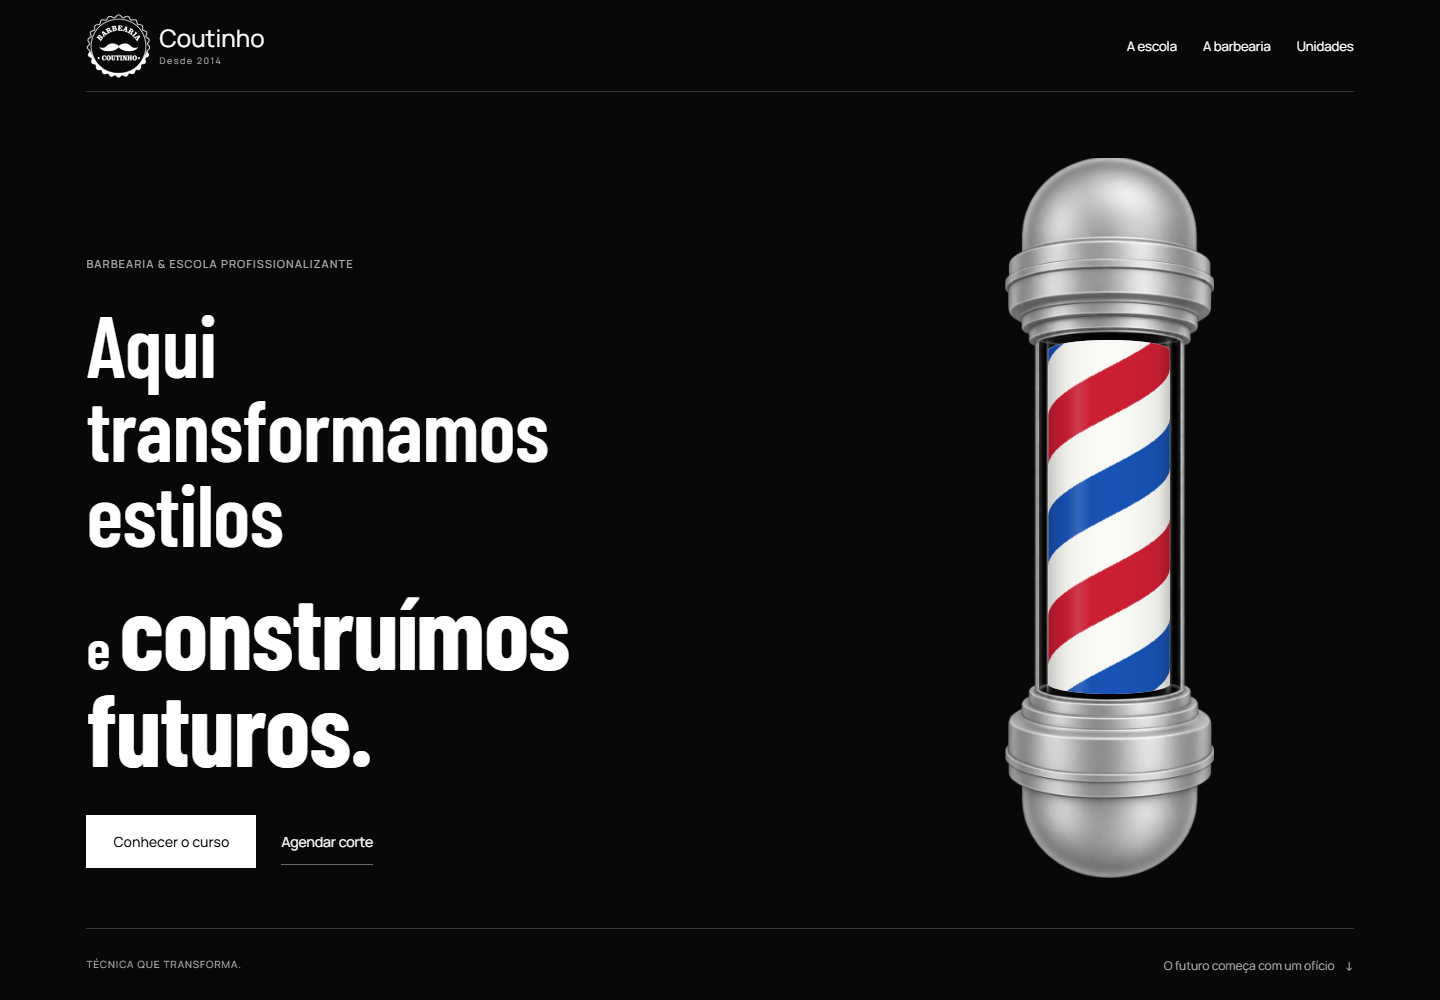 BARBEARIA
COUTINHO
Coutinho
Desde 2014
A escola
A barbearia
Unidades
BARBEARIA & ESCOLA PROFISSIONALIZANTE
Aqui
transformamos
estilos
e construímos
futuros.
Conhecer o curso
Agendar corte
TÉCNICA QUE TRANSFORMA.
O futuro começa com um ofício ↓